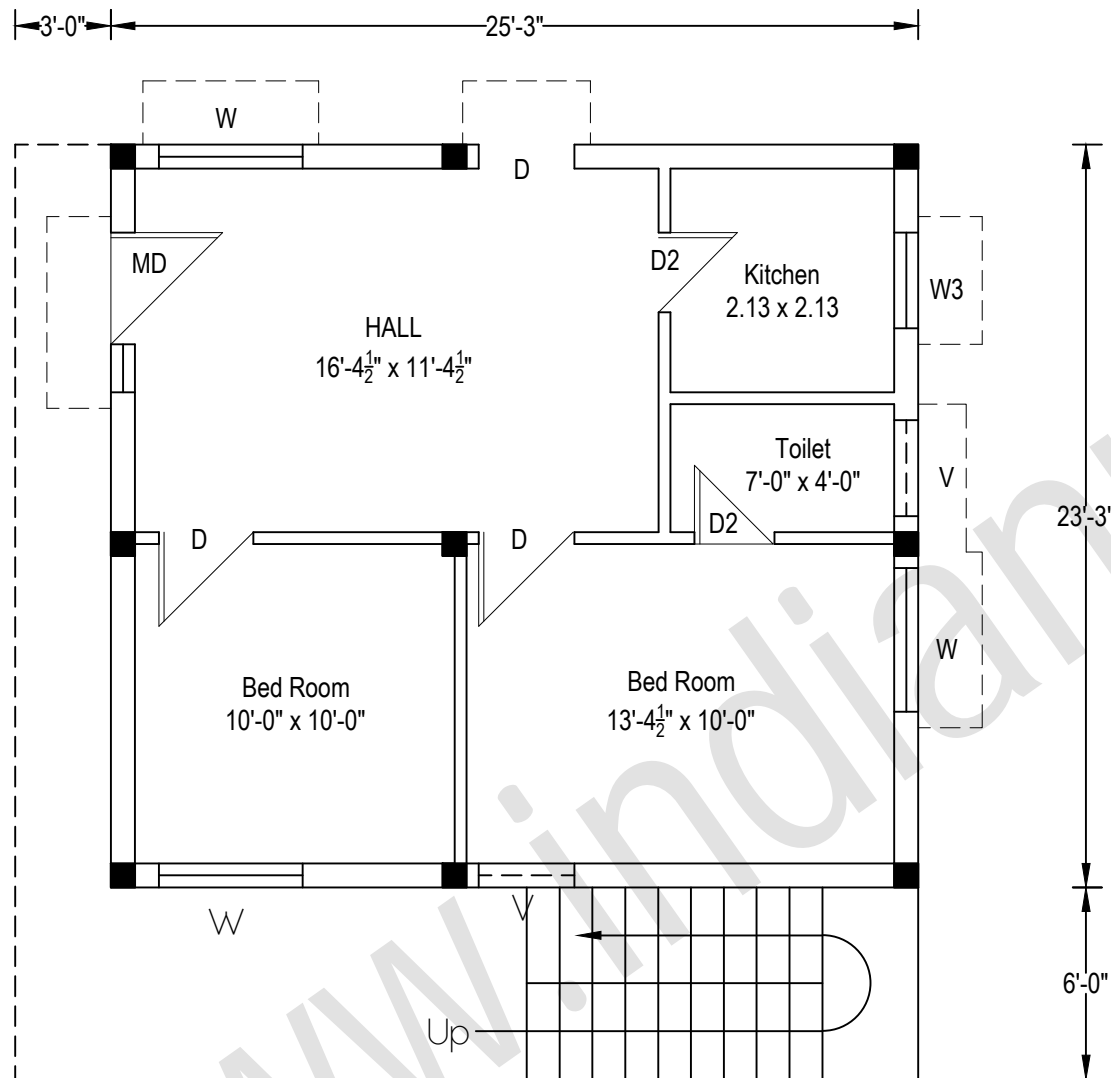 3'-0"
25'-3"
W
D
MD
D2
Kitchen
2.13 x 2.13
W3
HALL
16'-4½" x 11'-4½"
Toilet
7'-0" x 4'-0"
V
D2
23'-3'
D
D
W
Bed Room
10'-0" x 10'-0"
Bed Room
13'-4½" x 10'-0"
W
V
6'-0"
Up
w.indian